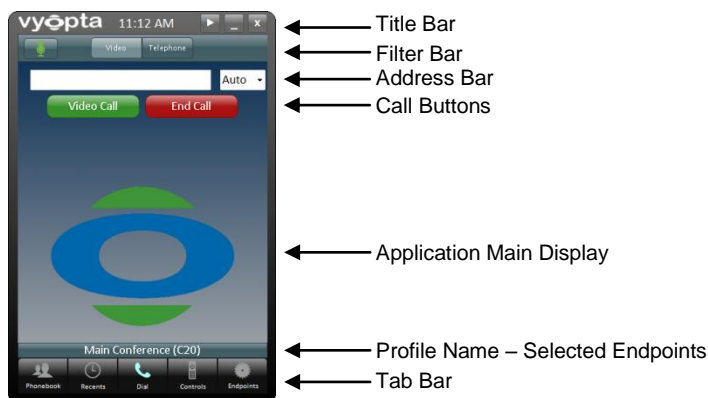 vyopta 11:12 AM _ x
Title Bar
Video Telephone
Filter Bar
Auto
Address Bar
Video Call End Call
Call Buttons
Application Main Display
Main Conference (C20)
Profile Name – Selected Endpoints
Phonebook Recents Dial Controls Endpoints
Tab Bar